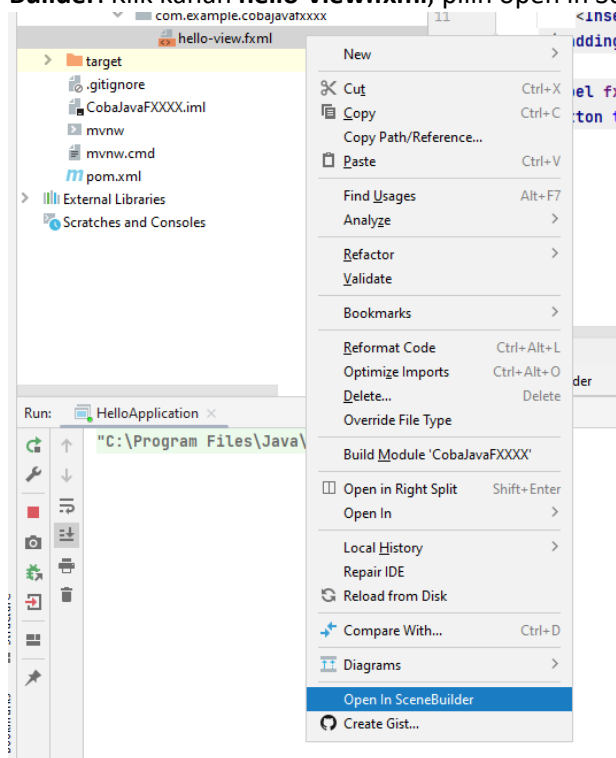 Builder. Klik kanan hello-view.fxml, pilih Open in Sc
com.example.cobajavafxxxx
11
<Inse
hello-view.fxml
adding
target
.gitignore
CobaJavaFXXXX.iml
mvnw
mvnw.cmd
pom.xml
External Libraries
Scratches and Consoles
New
Cut Ctrl+X
el fx
Copy Ctrl+C
ton t
Copy Path/Reference...
Paste Ctrl+V
Find Usages Alt+F7
Analyze
Refactor
Validate
Bookmarks
Reformat Code Ctrl+Alt+L
Optimize Imports Ctrl+Alt+O
der
Delete... Delete
Override File Type
Build Module 'CobaJavaFXXXX'
Open in Right Split Shift+Enter
Open In
Local History
Repair IDE
Reload from Disk
Compare With... Ctrl+D
Diagrams
Open In SceneBuilder
Create Gist...
Run: HelloApplication
"C:\Program Files\Java\
Structure
Bookmarks